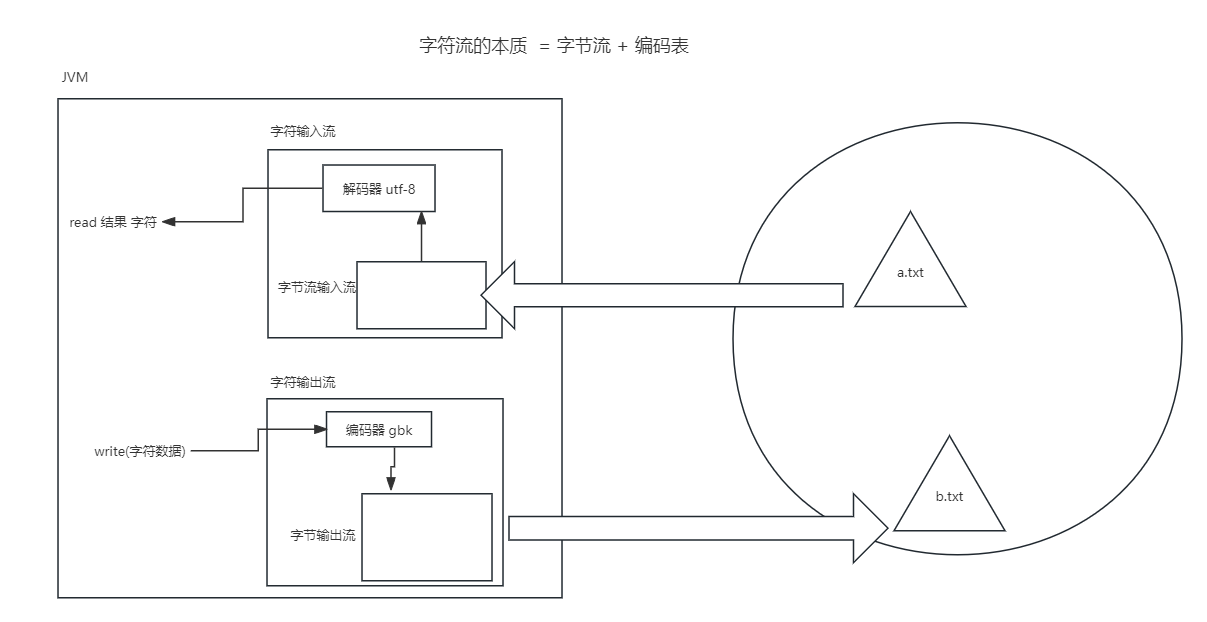 字符流的本质 = 字节流 + 编码表
JVM
字符输入流
解码器 utf-8
read 结果 字符
字节流输入流
a.txt
字符输出流
编码器 gbk
write(字符数据)
字节输出流
b.txt